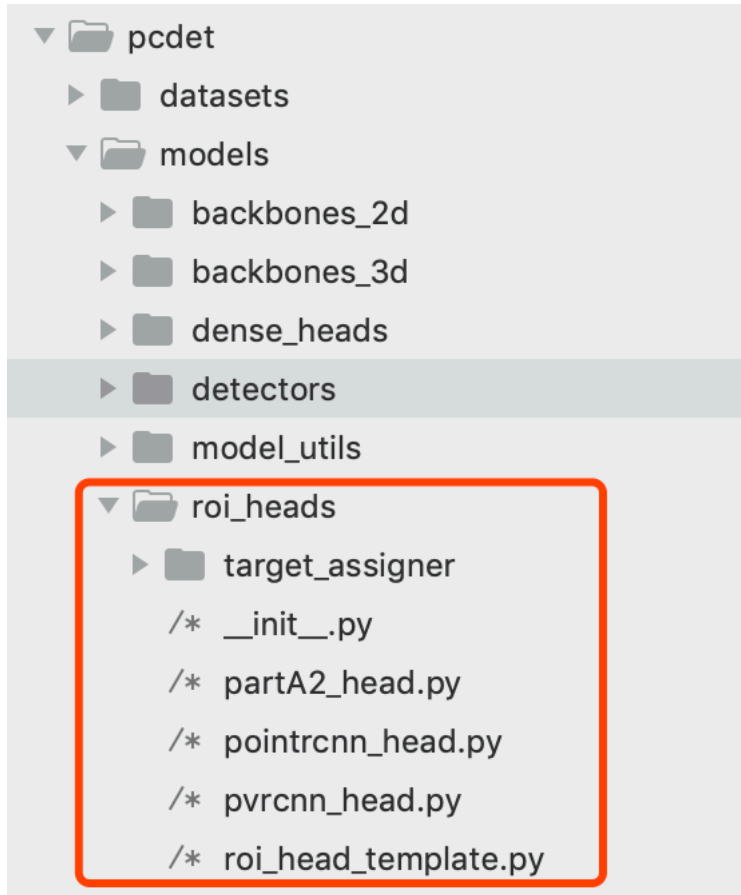 pcdet
datasets
models
backbones_2d
backbones_3d
dense_heads
detectors
model_utils
roi_heads
target_assigner
/* __init__.py
/* partA2_head.py
/* pointrcnn_head.py
/* pvrcnn_head.py
/* roi_head_template.py